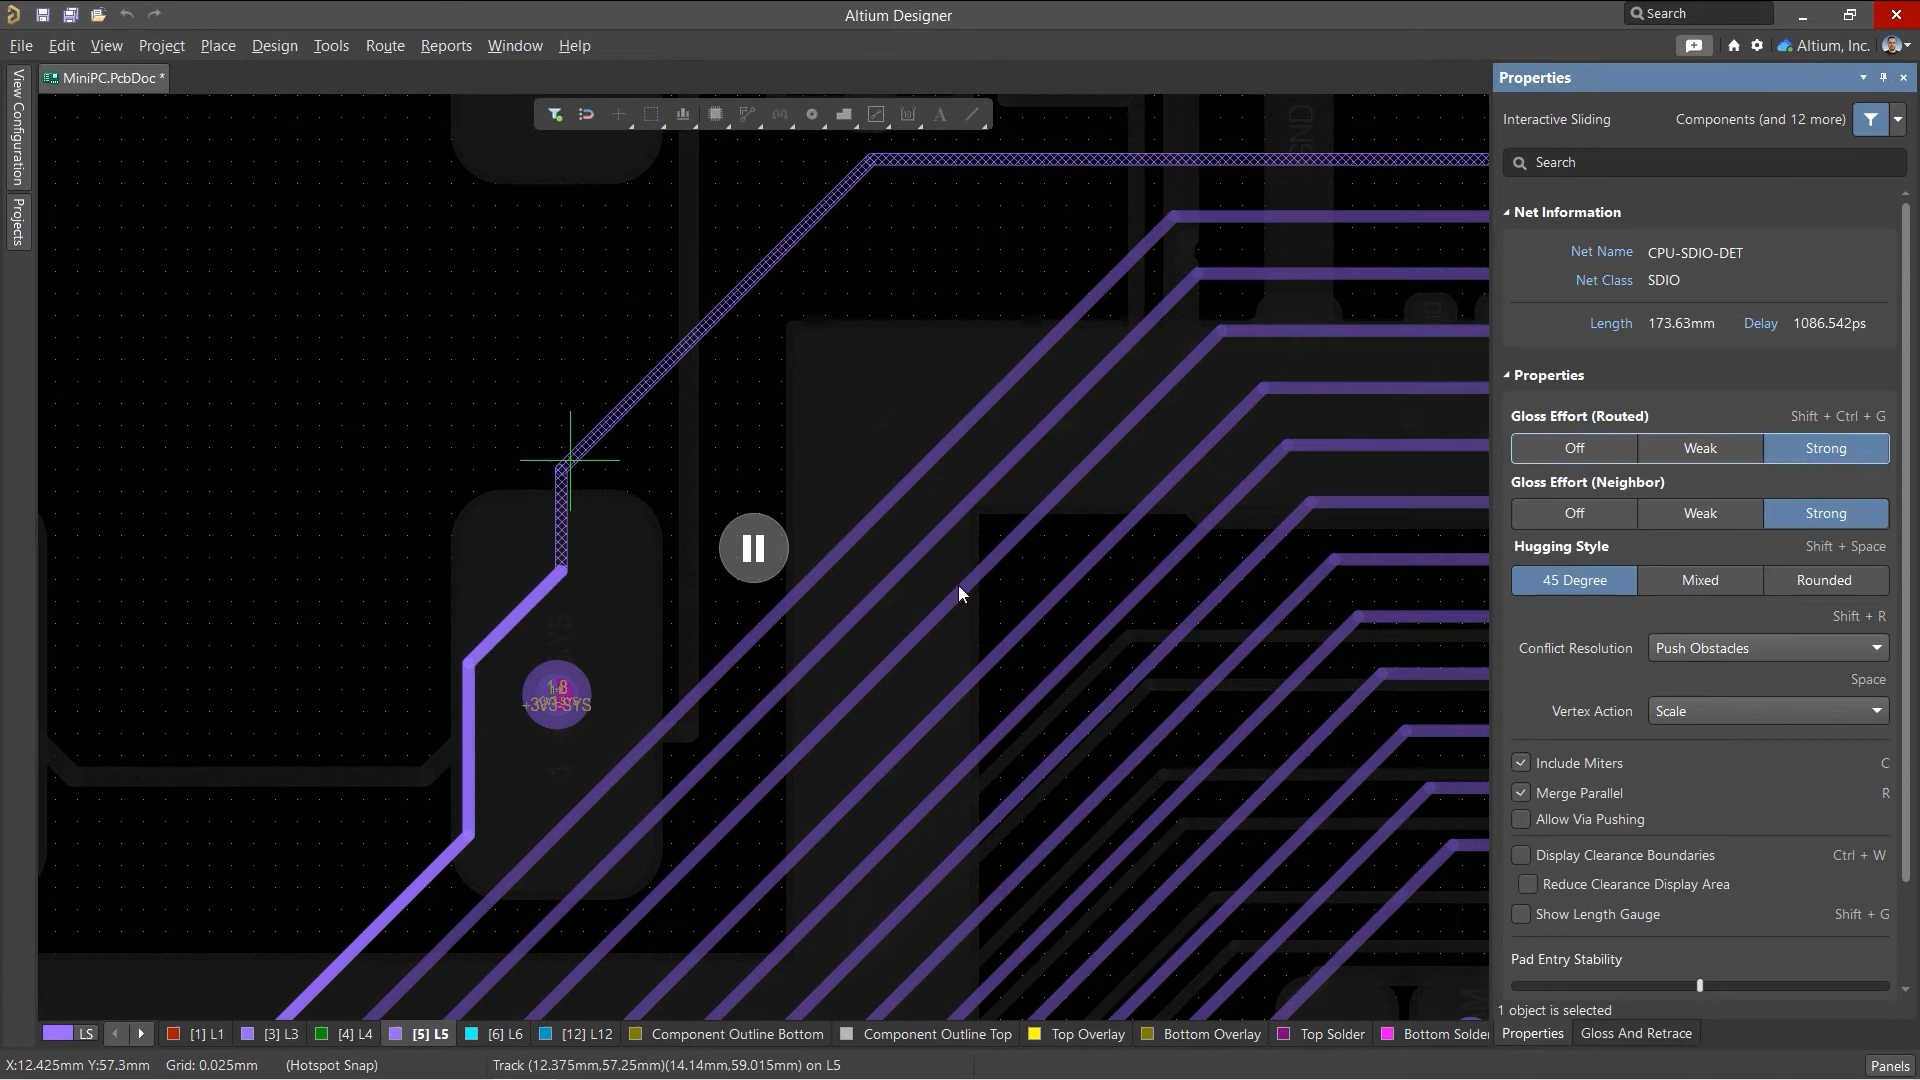 Altium Designer
Search
File Edit View Project Place Design Tools Route Reports Window Help
Altium, Inc.
View Configuration
Projects
MiniPC.PcbDoc *
GND
1-8
+3V3-SYS
Properties
Interactive Sliding Components (and 12 more)
Search
Net Information
Net Name CPU-SDIO-DET
Net Class SDIO
Length 173.63mm Delay 1086.542ps
Properties
Gloss Effort (Routed) Shift + Ctrl + G
Off Weak Strong
Gloss Effort (Neighbor)
Off Weak Strong
Hugging Style Shift + Space
45 Degree Mixed Rounded
Shift + R
Conflict Resolution Push Obstacles
Space
Vertex Action Scale
Include Miters C
Merge Parallel R
Allow Via Pushing
Display Clearance Boundaries Ctrl + W
Reduce Clearance Display Area
Show Length Gauge Shift + G
Pad Entry Stability
1 object is selected
LS [1] L1 [3] L3 [4] L4 [5] L5 [6] L6 [12] L12 Component Outline Bottom Component Outline Top Top Overlay Bottom Overlay Top Solder Bottom Solde
Properties Gloss And Retrace
X:12.425mm Y:57.3mm Grid: 0.025mm (Hotspot Snap) Track (12.375mm,57.25mm)(14.14mm,59.015mm) on L5
Panels